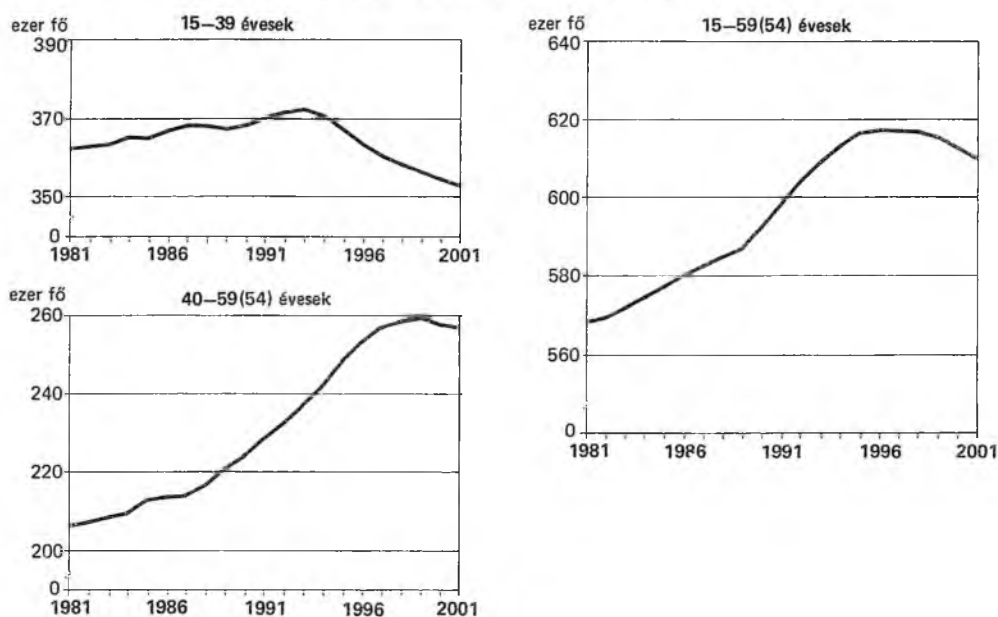 ezer fő
15–39 évesek
390
370
350
0
1981 1986 1991 1996 2001
ezer fő
40–59(54) évesek
260
240
220
200
0
1981 1986 1991 1996 2001
ezer fő
15–59(54) évesek
640
620
600
580
560
0
1981 1986 1991 1996 2001